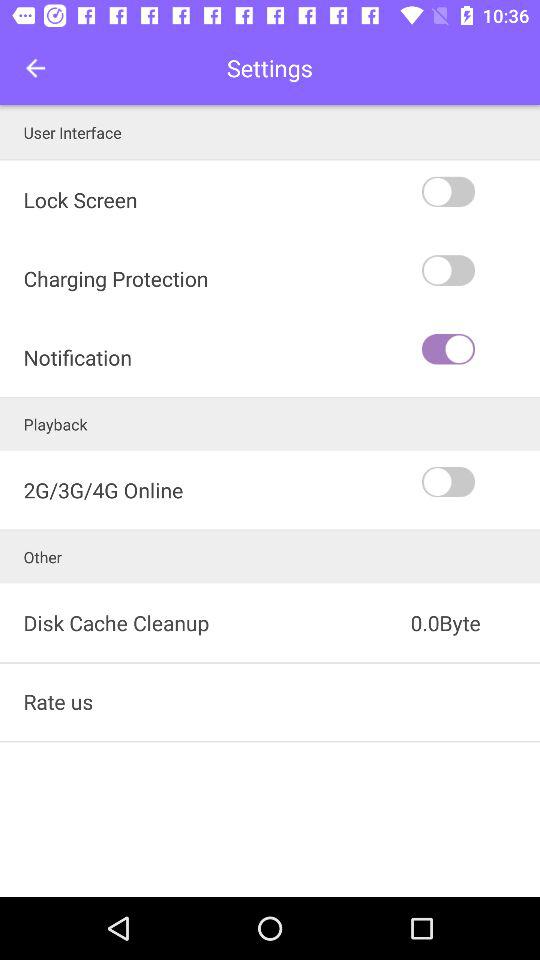 10:36
Settings
User Interface
Lock Screen
Charging Protection
Notification
Playback
2G/3G/4G Online
Other
Disk Cache Cleanup 0.0Byte
Rate us